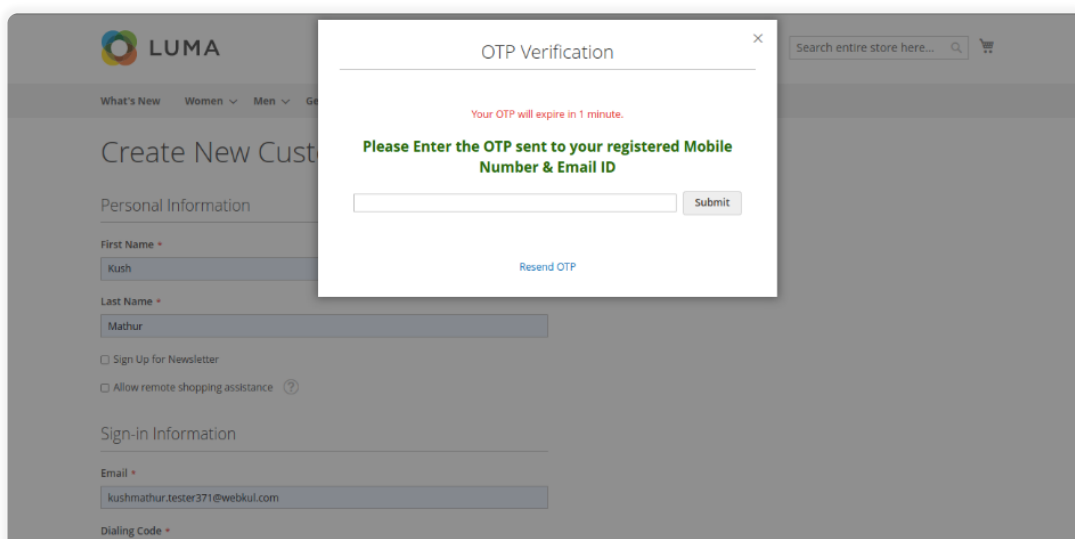 LUMA
Search entire store here...
What's New Women Men Ge
Create New Cust
Personal Information
First Name *
Kush
Last Name *
Mathur
Sign Up for Newsletter
Allow remote shopping assistance ?
Sign-in Information
Email *
kushmathur.tester371@webkul.com
Dialing Code *
OTP Verification
×
Your OTP will expire in 1 minute.
Please Enter the OTP sent to your registered Mobile
Number & Email ID
Submit
Resend OTP